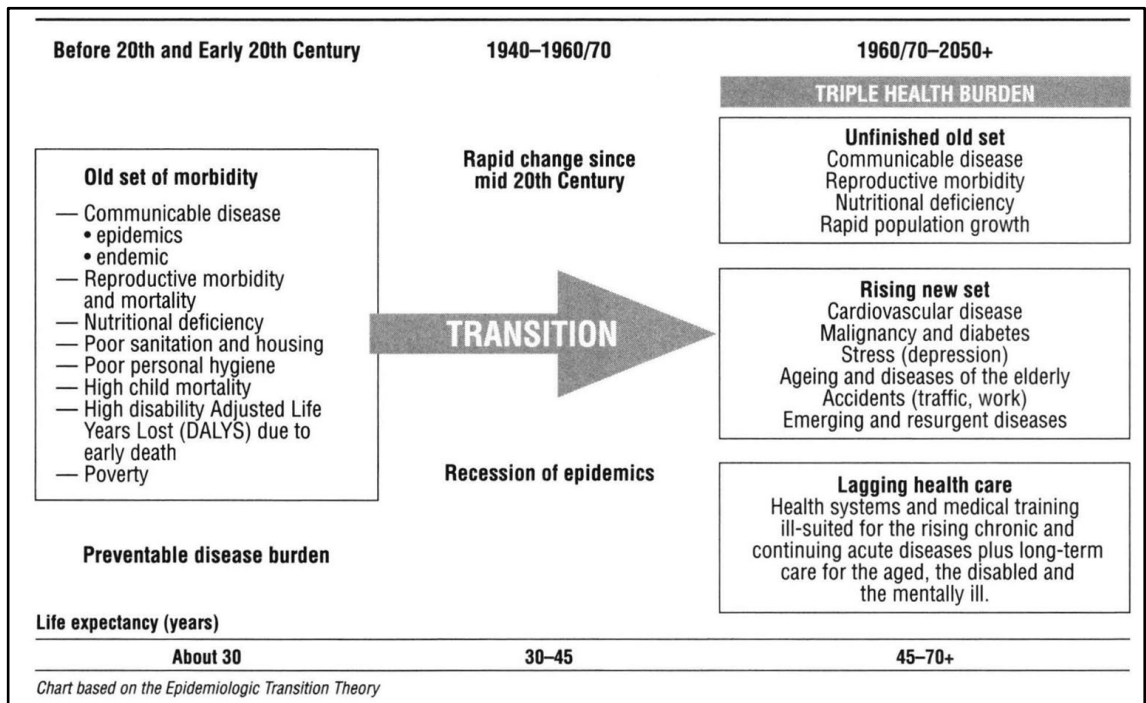 Before 20th and Early 20th Century
1940–1960/70
1960/70–2050+
TRIPLE HEALTH BURDEN
Old set of morbidity
— Communicable disease
• epidemics
• endemic
— Reproductive morbidity
and mortality
— Nutritional deficiency
— Poor sanitation and housing
— Poor personal hygiene
— High child mortality
— High disability Adjusted Life
Years Lost (DALYS) due to
early death
— Poverty
Preventable disease burden
Rapid change since
mid 20th Century
TRANSITION
Recession of epidemics
Unfinished old set
Communicable disease
Reproductive morbidity
Nutritional deficiency
Rapid population growth
Rising new set
Cardiovascular disease
Malignancy and diabetes
Stress (depression)
Ageing and diseases of the elderly
Accidents (traffic, work)
Emerging and resurgent diseases
Lagging health care
Health systems and medical training
ill-suited for the rising chronic and
continuing acute diseases plus long-term
care for the aged, the disabled and
the mentally ill.
Life expectancy (years)
About 30
30–45
45–70+
Chart based on the Epidemiologic Transition Theory